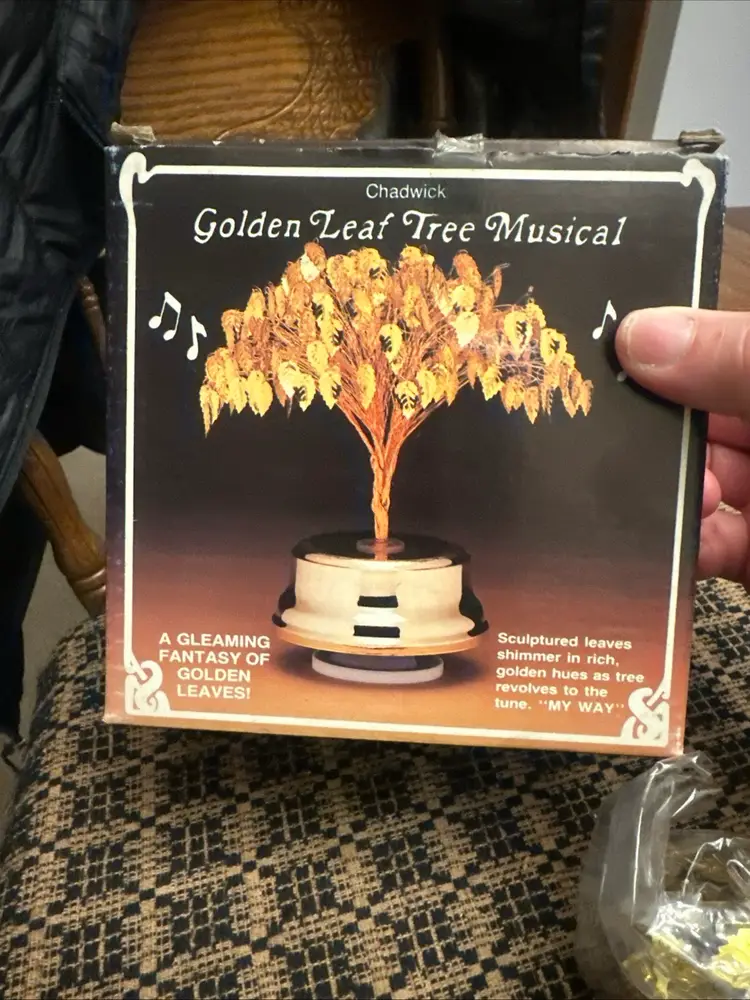 Chadwick
Golden Leaf Tree Musical
A GLEAMING
FANTASY OF
GOLDEN
LEAVES!
Sculptured leaves
shimmer in rich,
golden hues as tree
revolves to the
tune. "MY WAY"